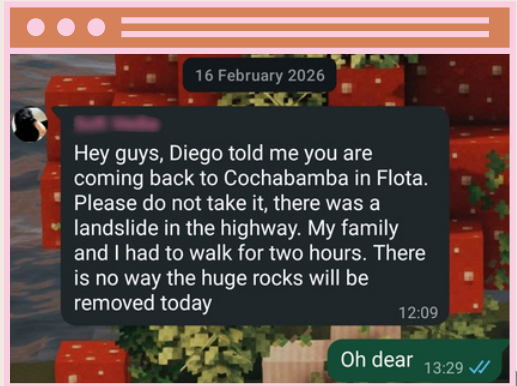 16 February 2026
Hey guys, Diego told me you are
coming back to Cochabamba in Flota.
Please do not take it, there was a
landslide in the highway. My family
and I had to walk for two hours. There
is no way the huge rocks will be
removed today
12:09
Oh dear 13:29